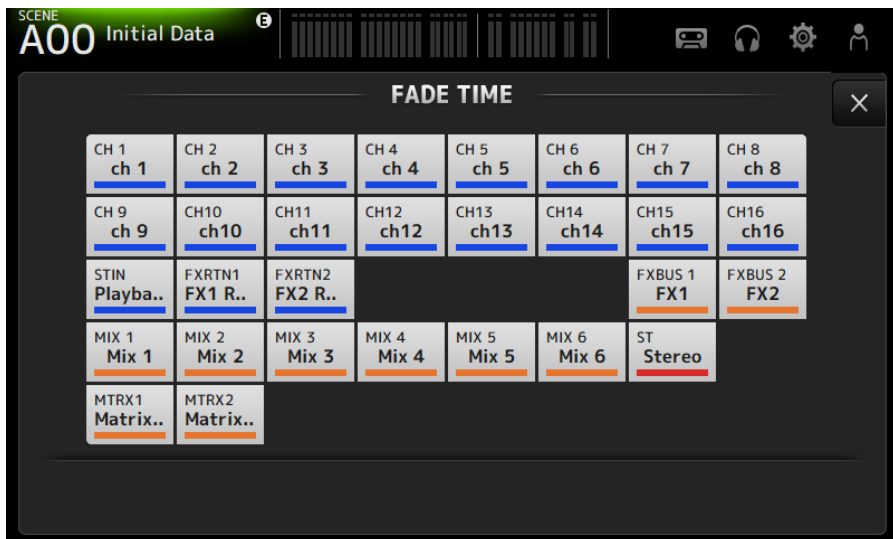 SCENE
A00 Initial Data E
FADE TIME
CH 1 CH 2 CH 3 CH 4 CH 5 CH 6 CH 7 CH 8
ch 1 ch 2 ch 3 ch 4 ch 5 ch 6 ch 7 ch 8
CH 9 CH10 CH11 CH12 CH13 CH14 CH15 CH16
ch 9 ch10 ch11 ch12 ch13 ch14 ch15 ch16
STIN FXRTN1 FXRTN2 FXBUS 1 FXBUS 2
Playba.. FX1 R.. FX2 R.. FX1 FX2
MIX 1 MIX 2 MIX 3 MIX 4 MIX 5 MIX 6 ST
Mix 1 Mix 2 Mix 3 Mix 4 Mix 5 Mix 6 Stereo
MTRX1 MTRX2
Matrix.. Matrix..